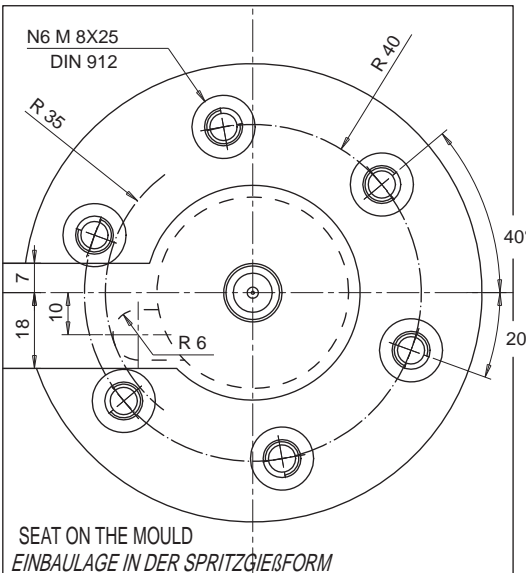 N6 M 8X25
DIN 912
R 40
R 35
40°
7
10
18
R 6
20
SEAT ON THE MOULD
EINBAULAGE IN DER SPRITZGIEßFORM